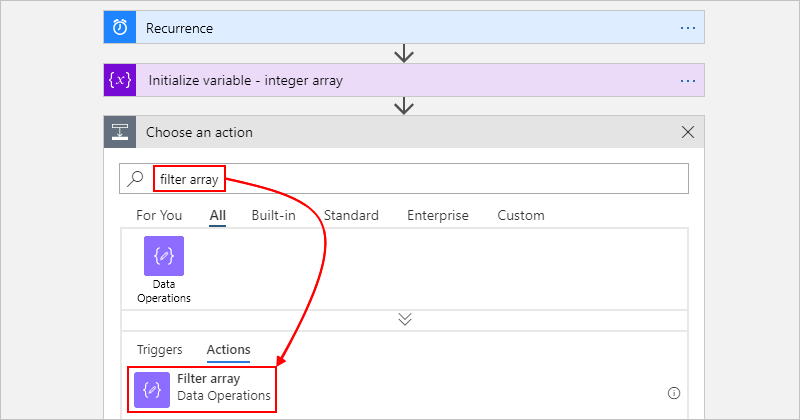 Recurrence
{x} Initialize variable - integer array
Choose an action
filter array
For You All Built-in Standard Enterprise Custom
Data
Operations
Triggers Actions
Filter array
Data Operations